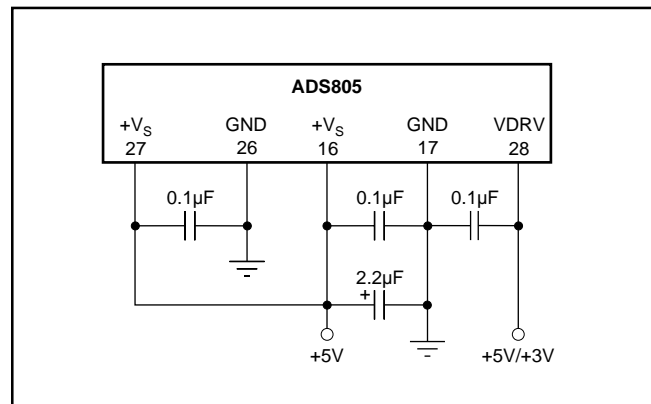 ADS805
+VS GND +VS GND VDRV
27 26 16 17 28
0.1µF 0.1µF 0.1µF
2.2µF
+
+5V +5V/+3V